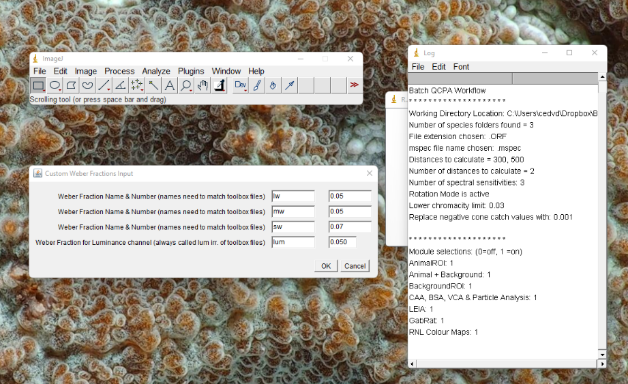 ImageJ
File Edit Image Process Analyze Plugins Window Help
Dev
Scrolling tool (or press space bar and drag)
Custom Weber Fractions Input
Weber Fraction Name & Number (names need to match toolbox files) lw 0.05
Weber Fraction Name & Number (names need to match toolbox files) mw 0.05
Weber Fraction Name & Number (names need to match toolbox files) sw 0.07
Weber Fraction for Luminance channel (always called lum irr. of toolbox files) lum 0.050
OK Cancel
Log
File Edit Font
Batch QCPA Workflow
* * * * * * * * * * * * * * * * * * * *
Working Directory Location: C:\Users\cedvd\Dropbox\B
Number of species folders found = 3
File extension chosen: .ORF
mspec file name chosen: .mspec
Distances to calculate = 300, 500
Number of distances to calculate = 2
Number of spectral sensitivities: 3
Rotation Mode is active
Lower chromacity limit: 0.03
Replace negative cone catch values with: 0.001
* * * * * * * * * * * * * * * * * * * *
Module selections: (0=off, 1 =on)
AnimalROI: 1
Animal + Background: 1
BackgroundROI: 1
CAA, BSA, VCA & Particle Analysis: 1
LEIA: 1
GabRat: 1
RNL Colour Maps: 1